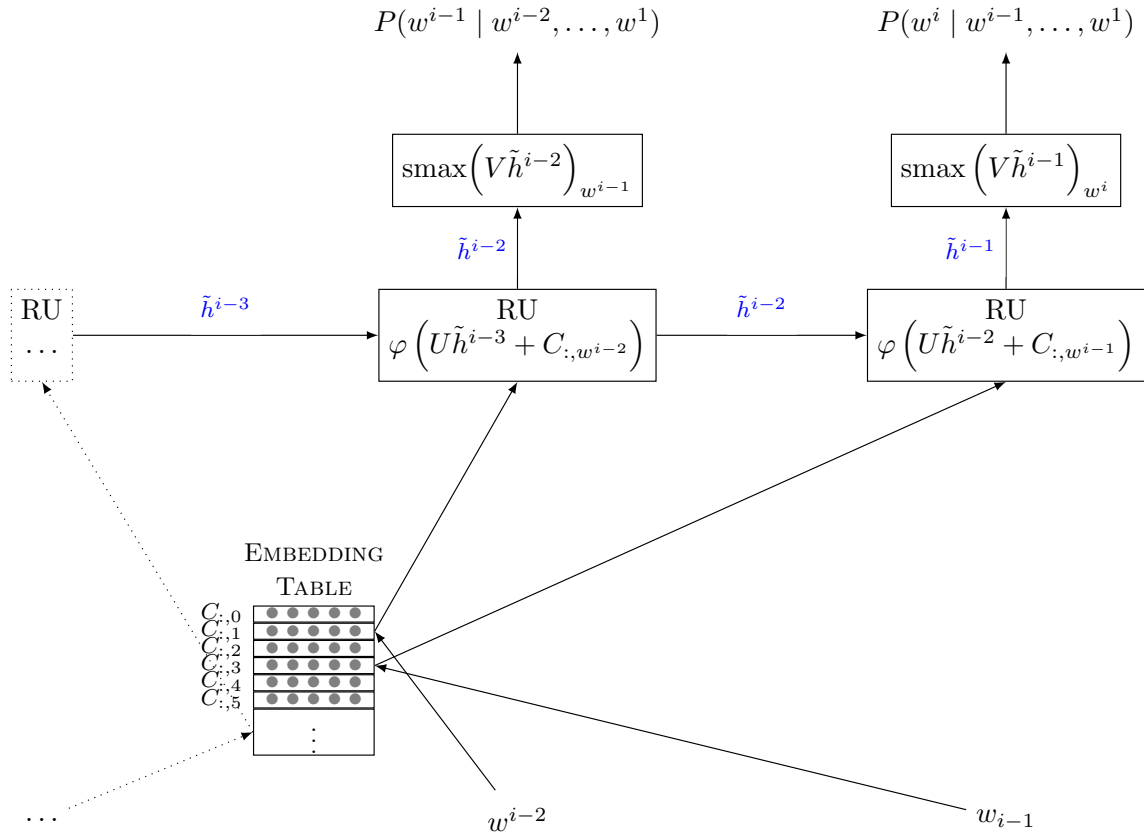 P(w^{i-1} | w^{i-2}, ..., w^1) P(w^i | w^{i-1}, ..., w^1)
smax(Vh̃^{i-2})_{w^{i-1}} smax(Vh̃^{i-1})_{w^i}
h̃^{i-2} h̃^{i-1}
RU h̃^{i-3} RU h̃^{i-2} RU
... φ(Uh̃^{i-3} + C_{:,w^{i-2}}) φ(Uh̃^{i-2} + C_{:,w^{i-1}})
EMBEDDING
TABLE
C_{:,0}
C_{:,1}
C_{:,2}
C_{:,3}
C_{:,4}
C_{:,5}
⋮
... w^{i-2} w_{i-1}